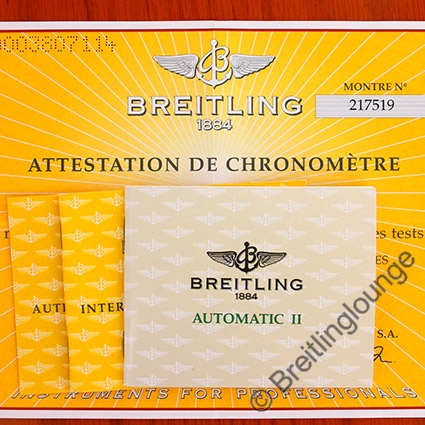 0003807114
MONTRE N°
217519
BREITLING
1884
ATTESTATION DE CHRONOMÈTRE
tests
AUT INTER
BREITLING
1884
AUTOMATIC II
S.A.
INSTRUMENTS FOR PROFESSIONALS
© Breitlinglounge